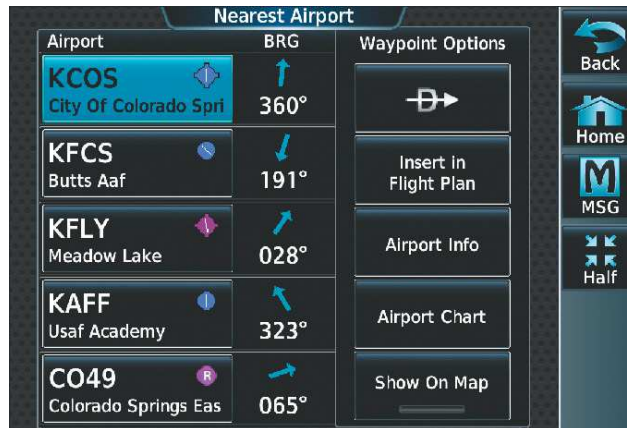 Nearest Airport
Airport
BRG
Waypoint Options
Back
KCOS
City Of Colorado Spri
360°
Home
KFCS
Butts Aaf
191°
Insert in
Flight Plan
MSG
KFLY
Meadow Lake
028°
Airport Info
Half
KAFF
Usaf Academy
323°
Airport Chart
CO49
R
Colorado Springs Eas
065°
Show On Map